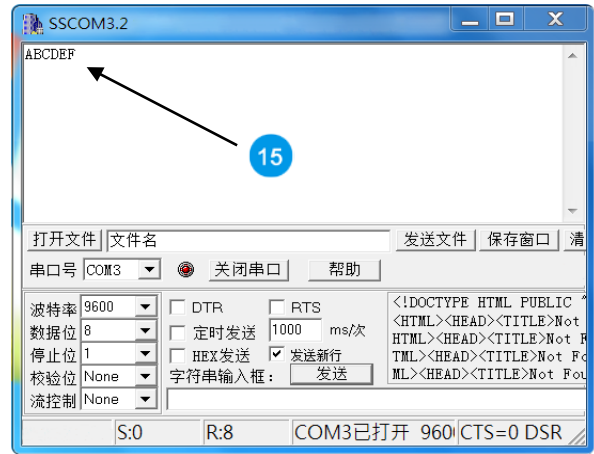 SSCOM3.2
ABCDEF
15
打开文件 文件名 发送文件 保存窗口 清
串口号 COM3 关闭串口 帮助
波特率 9600 DTR RTS
数据位 8 定时发送 1000 ms/次
停止位 1 HEX发送 发送新行
校验位 None 字符串输入框： 发送
流控制 None
<!DOCTYPE HTML PUBLIC "
<HTML><HEAD><TITLE>Not
HTML><HEAD><TITLE>Not F
TML><HEAD><TITLE>Not Fo
ML><HEAD><TITLE>Not Fou
S:0 R:8 COM3已打开 960 CTS=0 DSR